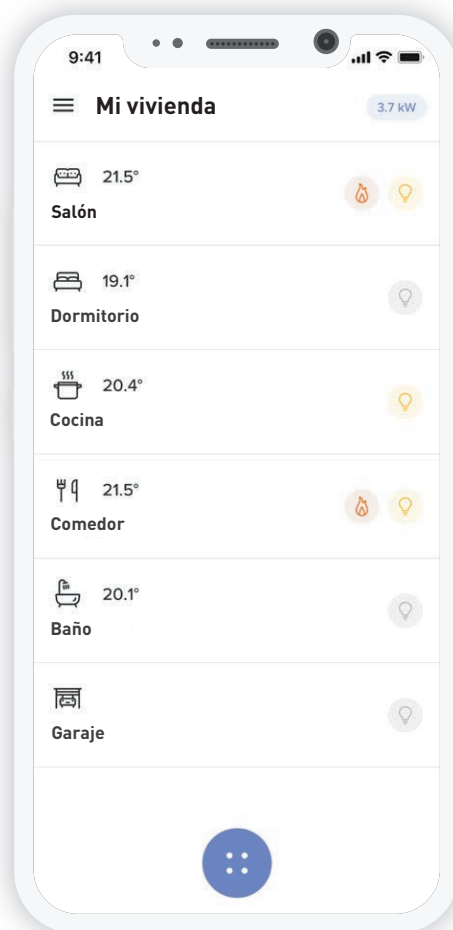 9:41
Mi vivienda
3.7 kW
21.5°
Salón
19.1°
Dormitorio
20.4°
Cocina
21.5°
Comedor
20.1°
Baño
Garaje